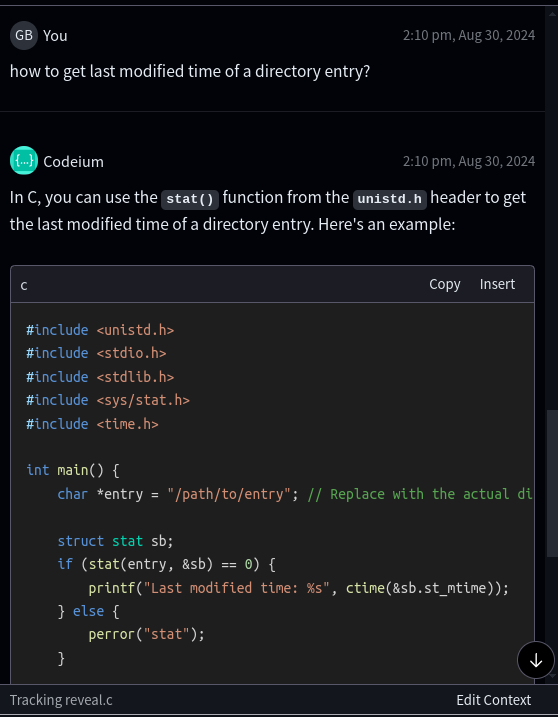 GB You 2:10 pm, Aug 30, 2024
how to get last modified time of a directory entry?
{...} Codeium 2:10 pm, Aug 30, 2024
In C, you can use the stat() function from the unistd.h header to get
the last modified time of a directory entry. Here's an example:
c Copy Insert
#include <unistd.h>
#include <stdio.h>
#include <stdlib.h>
#include <sys/stat.h>
#include <time.h>
int main() {
    char *entry = "/path/to/entry"; // Replace with the actual di
    struct stat sb;
    if (stat(entry, &sb) == 0) {
        printf("Last modified time: %s", ctime(&sb.st_mtime));
    } else {
        perror("stat");
    }
Tracking reveal.c Edit Context